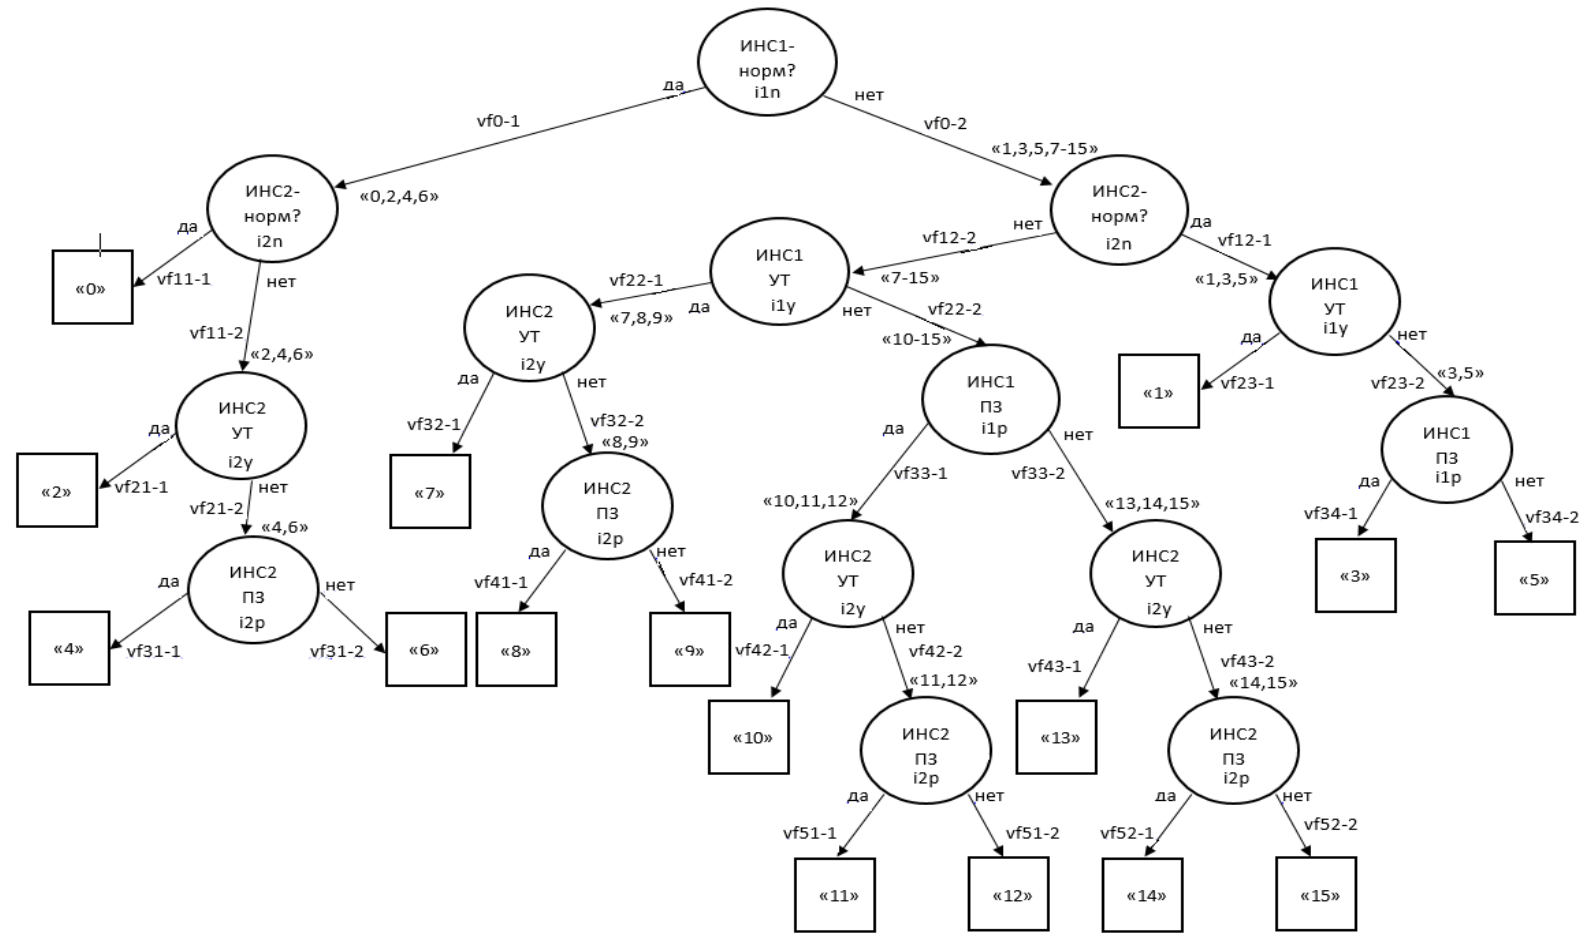 ИНС1-
норм?
i1n
да
нет
vf0-1
vf0-2
«1,3,5,7-15»
«0,2,4,6»
ИНС2-
норм?
i2n
ИНС2-
норм?
i2n
да
нет
vf11-1
«0»
vf11-2
«2,4,6»
нет
да
vf12-2
vf12-1
«7-15»
«1,3,5»
ИНС1
УТ
i1y
ИНС1
УТ
i1y
vf22-1
да
«7,8,9»
нет
vf22-2
«10-15»
да
нет
vf23-1
vf23-2
«3,5»
«1»
ИНС2
УТ
i2y
да
нет
vf32-1
vf32-2
«8,9»
ИНС1
ПЗ
i1p
да
нет
vf33-1
vf33-2
«10,11,12»
«13,14,15»
ИНС1
ПЗ
i1p
да
нет
vf34-1
vf34-2
«3»
«5»
ИНС2
УТ
i2y
да
нет
vf21-1
vf21-2
«2»
«4,6»
ИНС2
ПЗ
i2p
да
нет
vf31-1
vf31-2
«4»
«6»
«7»
ИНС2
ПЗ
i2p
да
нет
vf41-1
vf41-2
«8»
«9»
ИНС2
УТ
i2y
да
нет
vf42-1
vf42-2
«11,12»
«10»
ИНС2
УТ
i2y
да
нет
vf43-1
vf43-2
«14,15»
«13»
ИНС2
ПЗ
i2p
да
нет
vf51-1
vf51-2
«11»
«12»
ИНС2
ПЗ
i2p
да
нет
vf52-1
vf52-2
«14»
«15»